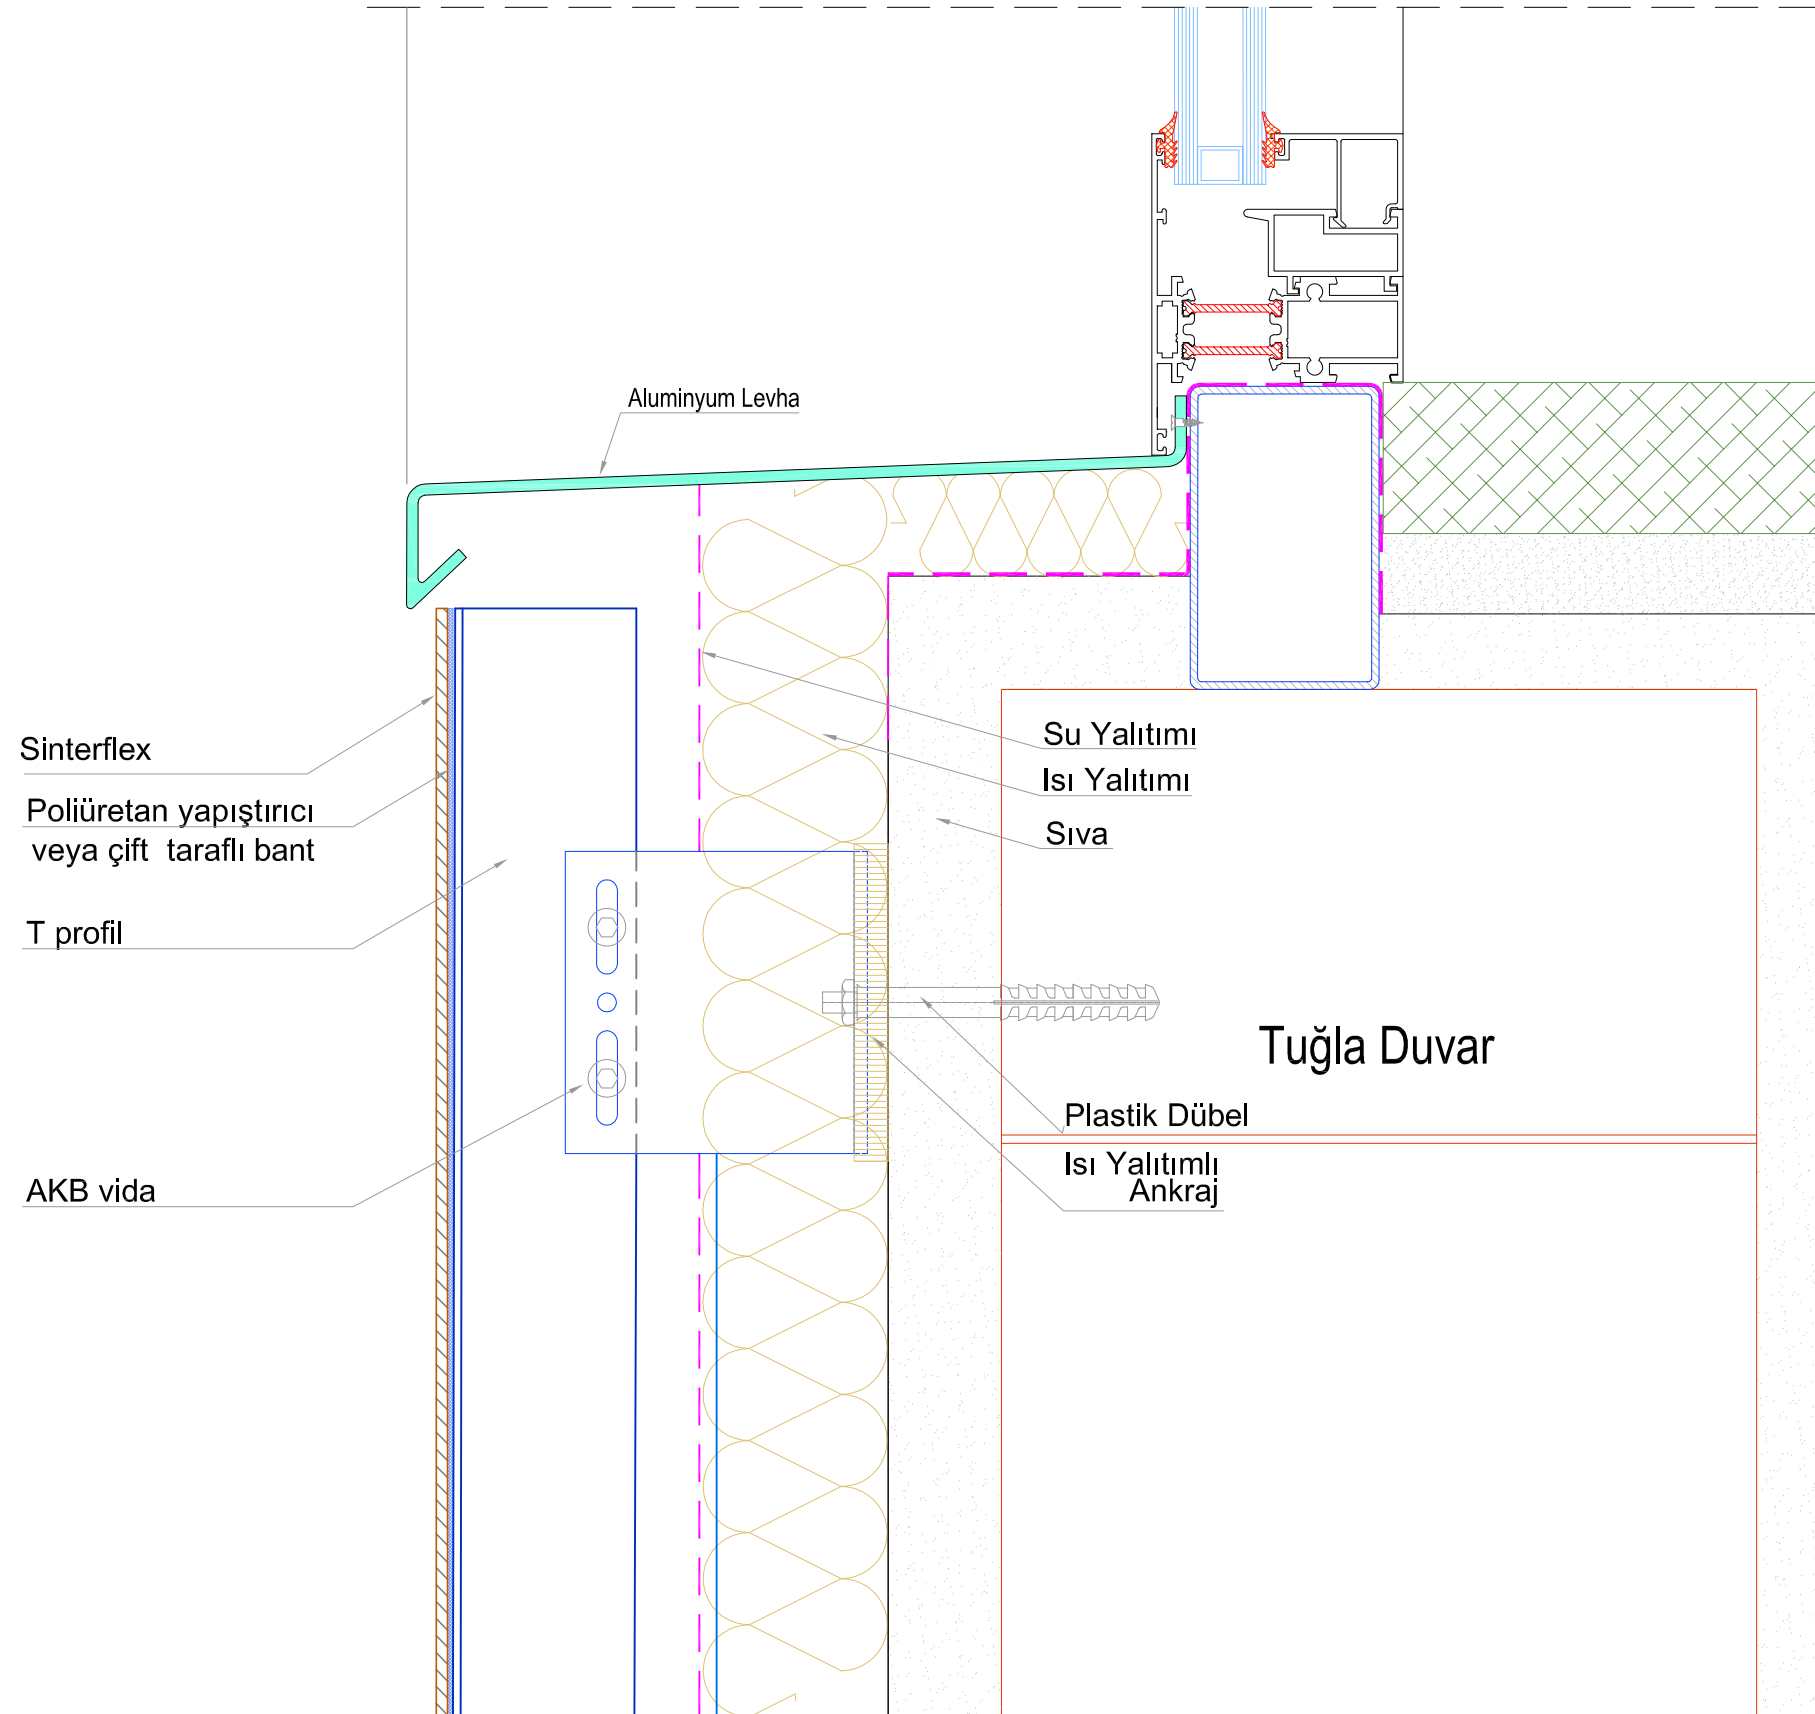 Aluminyum Levha
Sinterflex
Poliüretan yapıştırıcı
veya çift taraflı bant
T profil
AKB vida
Su Yalıtımı
Isı Yalıtımı
Sıva
Tuğla Duvar
Plastik Dübel
Isı Yalıtımlı
Ankraj